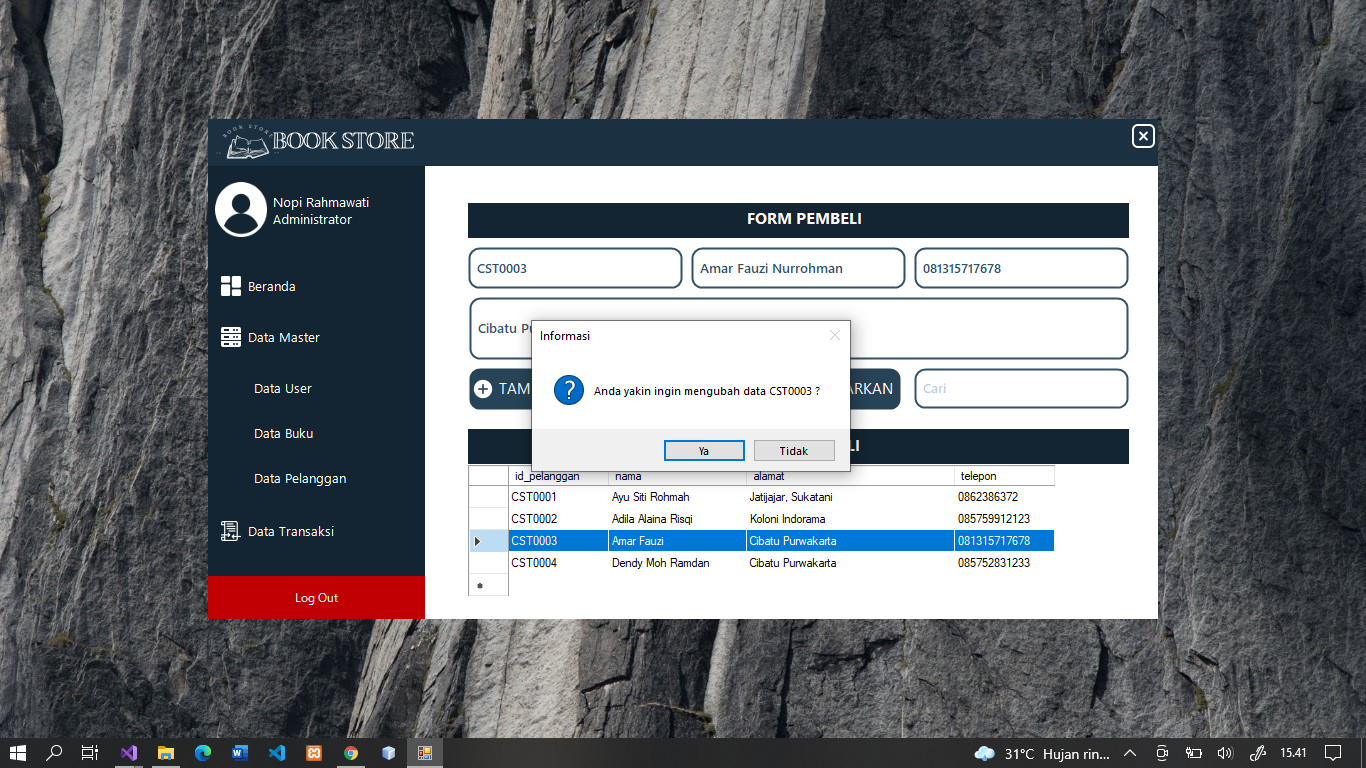 BOOK STORE
BOOK STORE
Nopi Rahmawati
Administrator
Beranda
Data Master
Data User
Data Buku
Data Pelanggan
Data Transaksi
Log Out
FORM PEMBELI
CST0003
Amar Fauzi Nurrohman
081315717678
Cibatu Pu
Informasi
Anda yakin ingin mengubah data CST0003 ?
Ya
Tidak
TAM
ARKAN
Cari
LI
id_pelanggan nama alamat telepon
CST0001 Ayu Siti Rohmah Jatijajar, Sukatani 0862386372
CST0002 Adila Alaina Risqi Koloni Indorama 085759912123
CST0003 Amar Fauzi Cibatu Purwakarta 081315717678
CST0004 Dendy Moh Ramdan Cibatu Purwakarta 085752831233
31°C Hujan rin...
15.41